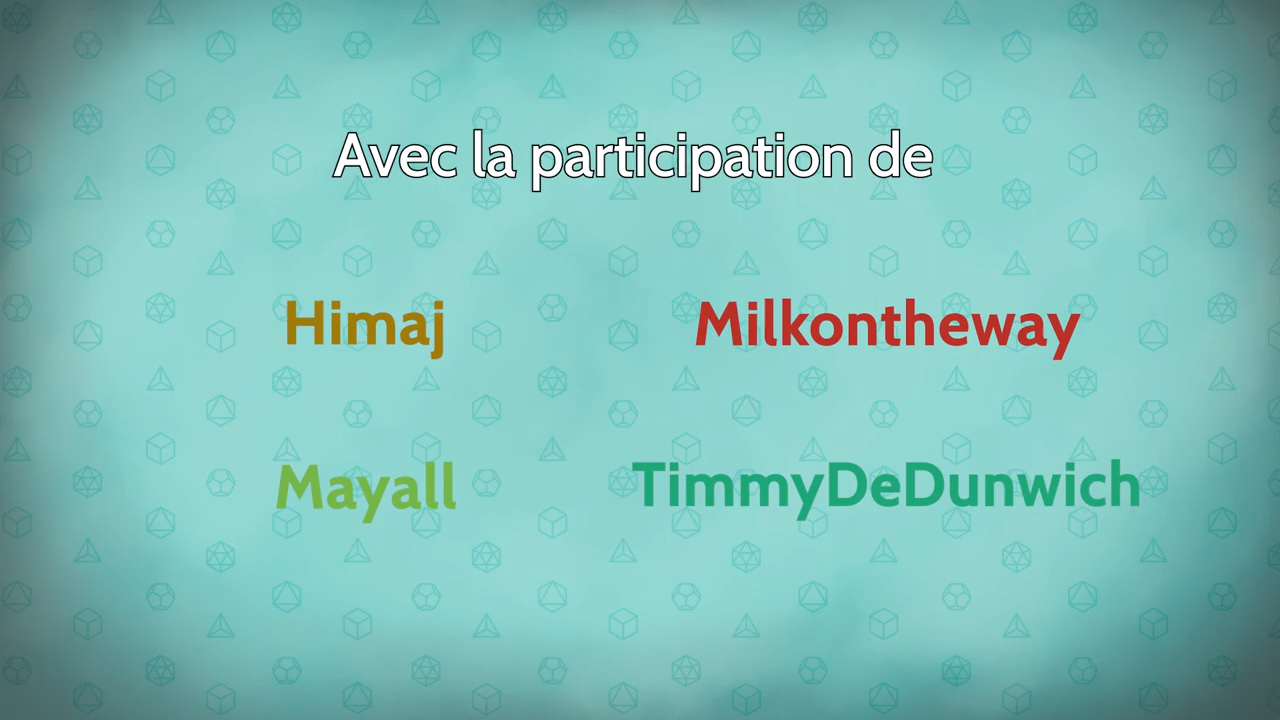 Avec la participation de
Himaj
Milkontheway
Mayall
TimmyDeDunwich